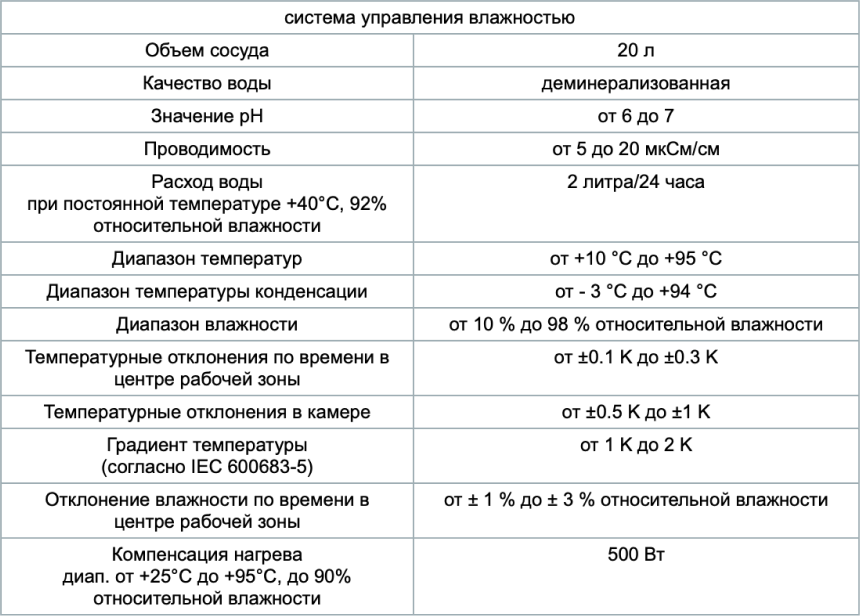 система управления влажностью
Объем сосуда
20 л
Качество воды
деминерализованная
Значение pH
от 6 до 7
Проводимость
от 5 до 20 мкСм/см
Расход воды
при постоянной температуре +40°C, 92%
относительной влажности
2 литра/24 часа
Диапазон температур
от +10 °C до +95 °C
Диапазон температуры конденсации
от - 3 °C до +94 °C
Диапазон влажности
от 10 % до 98 % относительной влажности
Температурные отклонения по времени в
центре рабочей зоны
от ±0.1 K до ±0.3 K
Температурные отклонения в камере
от ±0.5 K до ±1 K
Градиент температуры
(согласно IEC 600683-5)
от 1 K до 2 K
Отклонение влажности по времени в
центре рабочей зоны
от ± 1 % до ± 3 % относительной влажности
Компенсация нагрева
диап. от +25°C до +95°C, до 90%
относительной влажности
500 Вт